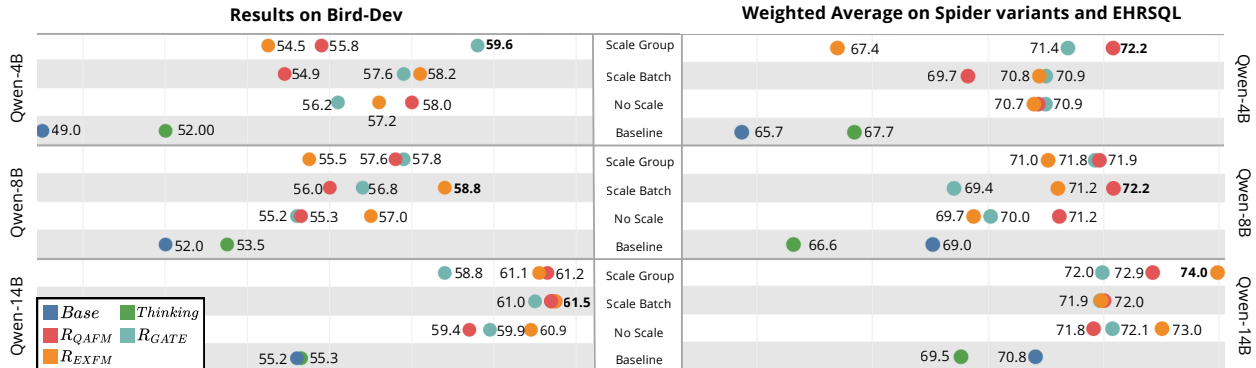 Results on Bird-Dev
Weighted Average on Spider variants and EHRSQL
Qwen-4B
54.5 55.8 59.6 Scale Group 67.4 71.4 72.2
54.9 57.6 58.2 Scale Batch 69.7 70.8 70.9
56.2 57.2 58.0 No Scale 70.7 70.9
49.0 52.00 Baseline 65.7 67.7
Qwen-4B
Qwen-8B
55.5 57.6 57.8 Scale Group 71.0 71.8 71.9
56.0 56.8 58.8 Scale Batch 69.4 71.2 72.2
55.2 55.3 57.0 No Scale 69.7 70.0 71.2
52.0 53.5 Baseline 66.6 69.0
Qwen-8B
Qwen-14B
58.8 61.1 61.2 Scale Group 72.0 72.9 74.0
61.0 61.5 Scale Batch 71.9 72.0
59.4 59.9 60.9 No Scale 71.8 72.1 73.0
55.2 55.3 Baseline 69.5 70.8
Qwen-14B
Base Thinking
R_QAFM R_GATE
R_EXFM